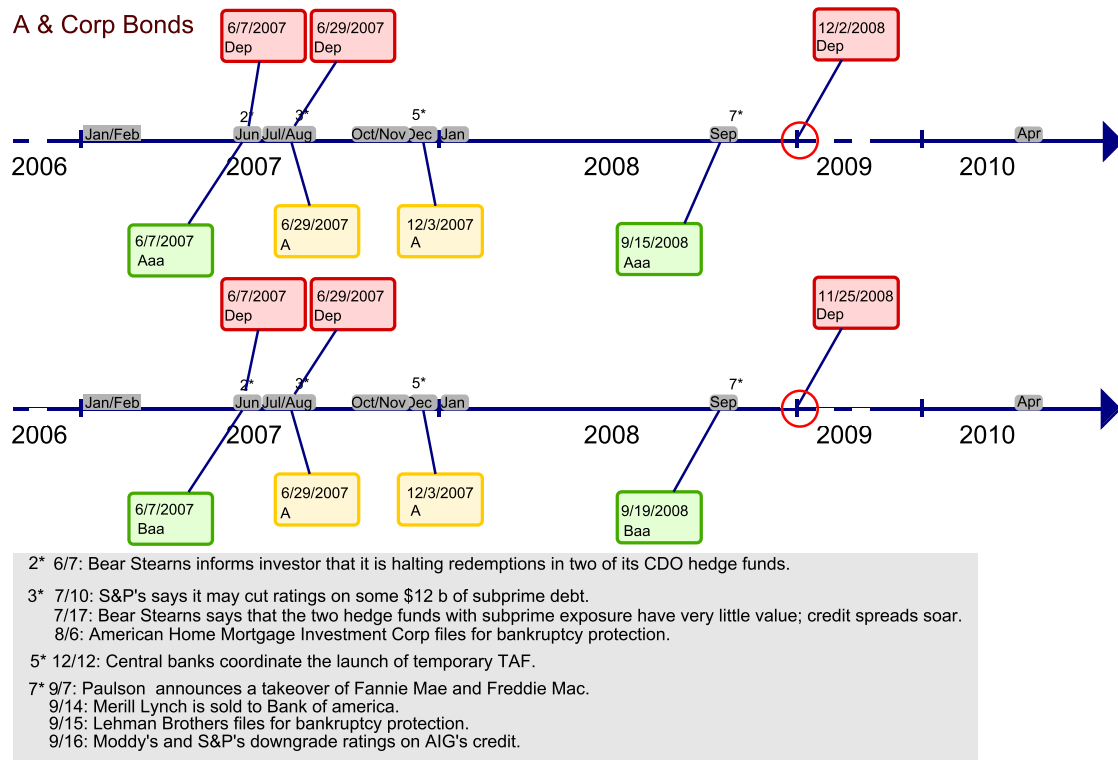 A & Corp Bonds
6/7/2007
Dep
6/29/2007
Dep
12/2/2008
Dep
2*
3*
5*
7*
Jan/Feb
Jun
Jul/Aug
Oct/Nov
Dec
Jan
Sep
Apr
2006
2007
2008
2009
2010
6/7/2007
Aaa
6/29/2007
A
12/3/2007
A
9/15/2008
Aaa
6/7/2007
Dep
6/29/2007
Dep
11/25/2008
Dep
2*
3*
5*
7*
Jan/Feb
Jun
Jul/Aug
Oct/Nov
Dec
Jan
Sep
Apr
2006
2007
2008
2009
2010
6/7/2007
Baa
6/29/2007
A
12/3/2007
A
9/19/2008
Baa
2* 6/7: Bear Stearns informs investor that it is halting redemptions in two of its CDO hedge funds.
3* 7/10: S&P's says it may cut ratings on some $12 b of subprime debt.
7/17: Bear Stearns says that the two hedge funds with subprime exposure have very little value; credit spreads soar.
8/6: American Home Mortgage Investment Corp files for bankruptcy protection.
5* 12/12: Central banks coordinate the launch of temporary TAF.
7* 9/7: Paulson announces a takeover of Fannie Mae and Freddie Mac.
9/14: Merill Lynch is sold to Bank of america.
9/15: Lehman Brothers files for bankruptcy protection.
9/16: Moddy's and S&P's downgrade ratings on AIG's credit.